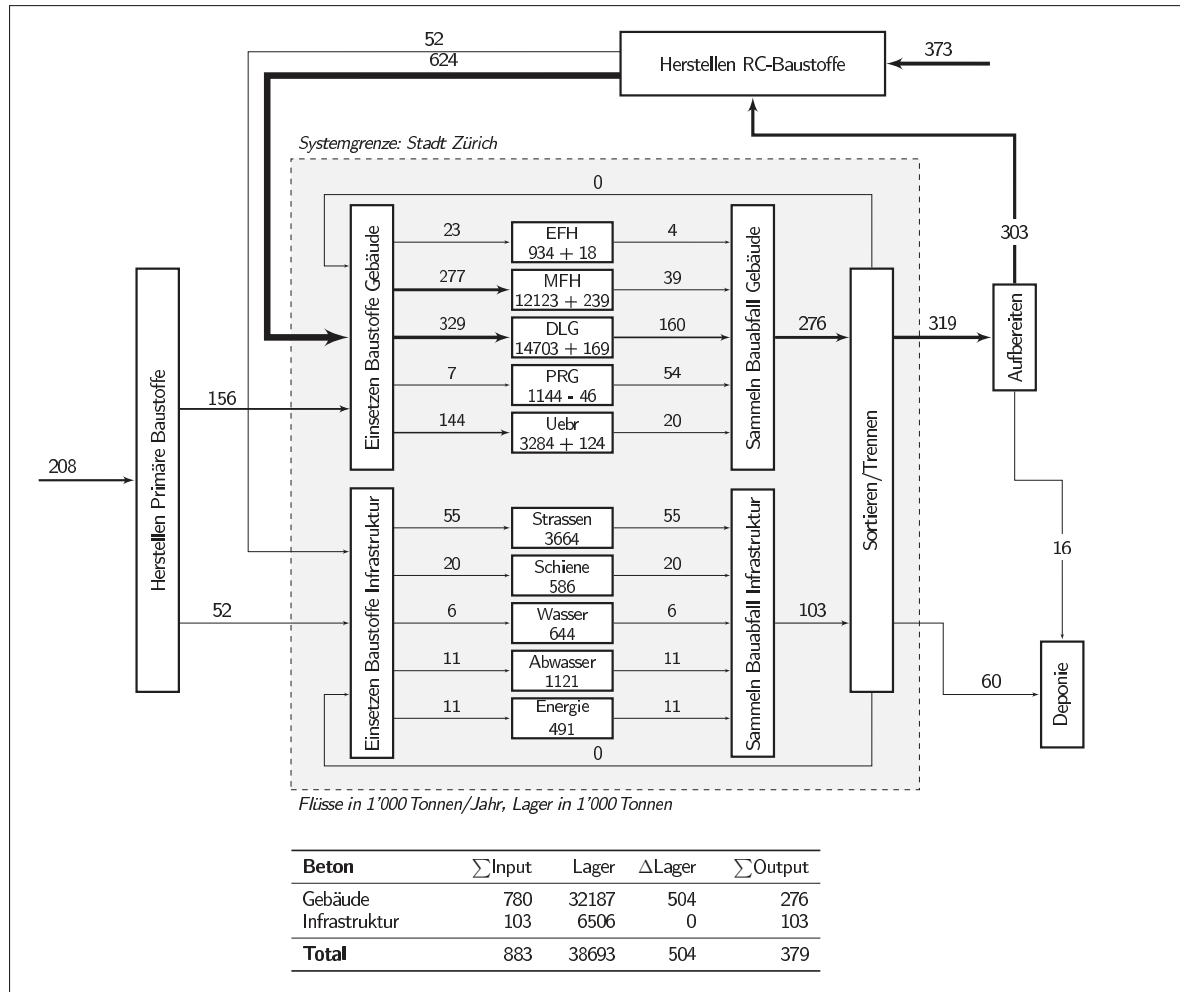 52
624
Herstellen RC-Baustoffe
373
Systemgrenze: Stadt Zürich
0
303
Herstellen Primäre Baustoffe
208
156
52
Einsetzen Baustoffe Gebäude
23
EFH
934 + 18
4
277
MFH
12123 + 239
39
329
DLG
14703 + 169
160
7
PRG
1144 - 46
54
144
Uebr
3284 + 124
20
Sammeln Bauabfall Gebäude
276
Einsetzen Baustoffe Infrastruktur
55
Strassen
3664
55
20
Schiene
586
20
6
Wasser
644
6
11
Abwasser
1121
11
11
Energie
491
11
Sammeln Bauabfall Infrastruktur
103
Sortieren/Trennen
319
Aufbereiten
16
60
Deponie
0
Flüsse in 1'000 Tonnen/Jahr, Lager in 1'000 Tonnen
Beton ∑Input Lager ΔLager ∑Output
Gebäude 780 32187 504 276
Infrastruktur 103 6506 0 103
Total 883 38693 504 379